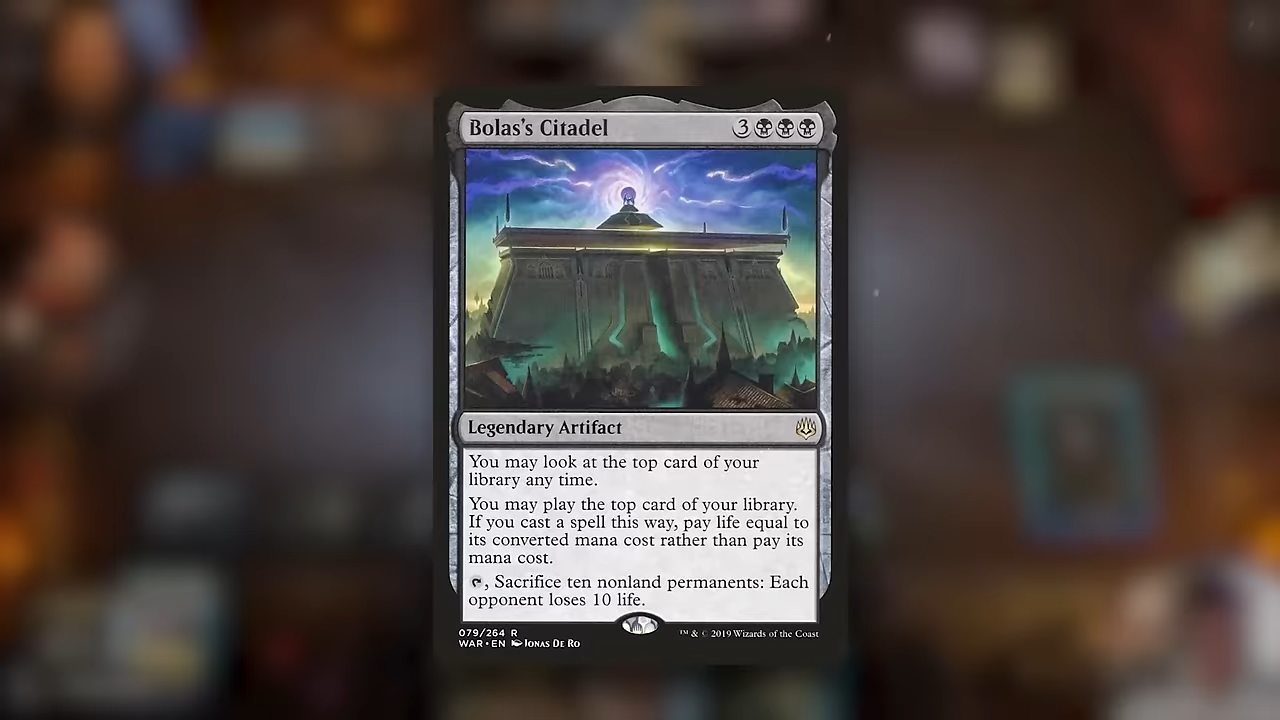 Bolas's Citadel 3
Legendary Artifact
You may look at the top card of your
library any time.
You may play the top card of your library.
If you cast a spell this way, pay life equal to
its converted mana cost rather than pay its
mana cost.
, Sacrifice ten nonland permanents: Each
opponent loses 10 life.
079/264 R
WAR • EN Jonas De Ro
™ & © 2019 Wizards of the Coast